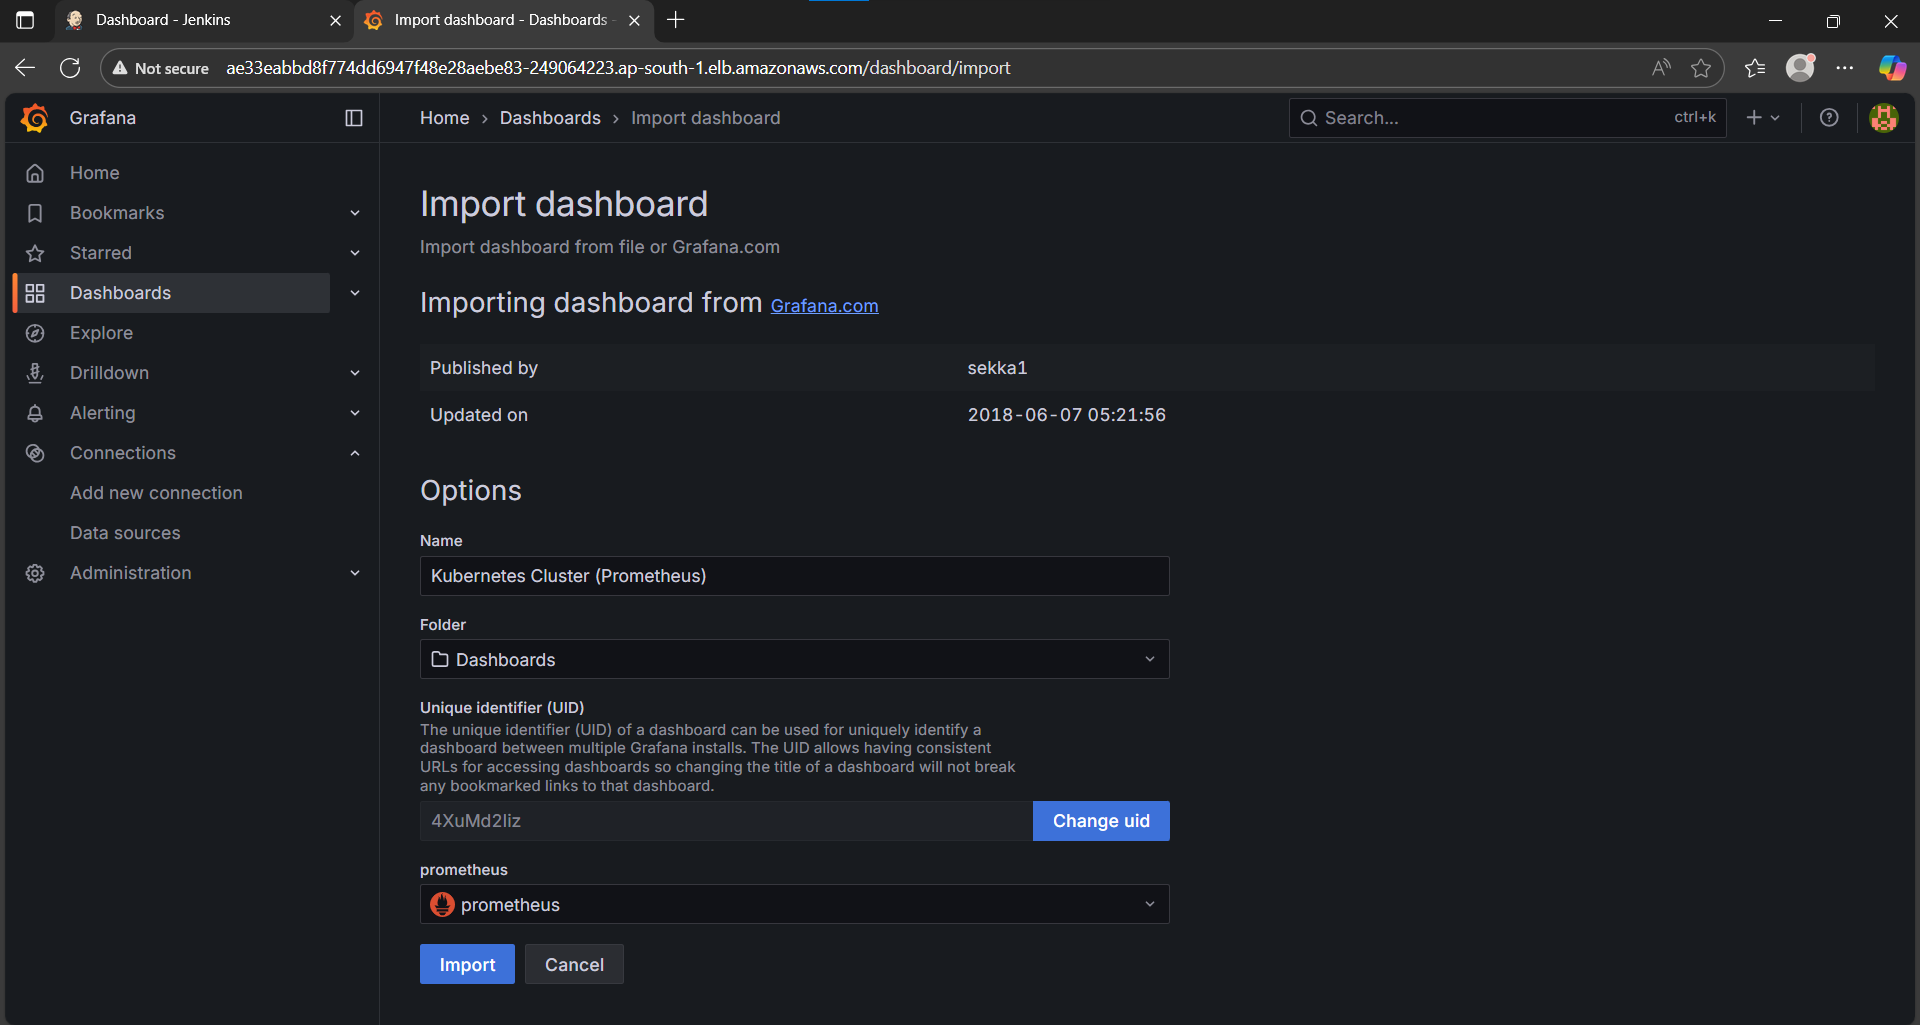 Dashboard - Jenkins
Import dashboard - Dashboards -
Not secure
ae33eabbd8f774dd6947f48e28aebe83-249064223.ap-south-1.elb.amazonaws.com/dashboard/import
Grafana
Home › Dashboards › Import dashboard
Search...
ctrl+k
Home
Bookmarks
Starred
Dashboards
Explore
Drilldown
Alerting
Connections
Add new connection
Data sources
Administration
Import dashboard
Import dashboard from file or Grafana.com
Importing dashboard from Grafana.com
Published by
sekka1
Updated on
2018-06-07 05:21:56
Options
Name
Kubernetes Cluster (Prometheus)
Folder
Dashboards
Unique identifier (UID)
The unique identifier (UID) of a dashboard can be used for uniquely identify a
dashboard between multiple Grafana installs. The UID allows having consistent
URLs for accessing dashboards so changing the title of a dashboard will not break
any bookmarked links to that dashboard.
4XuMd2Iiz
Change uid
prometheus
prometheus
Import
Cancel